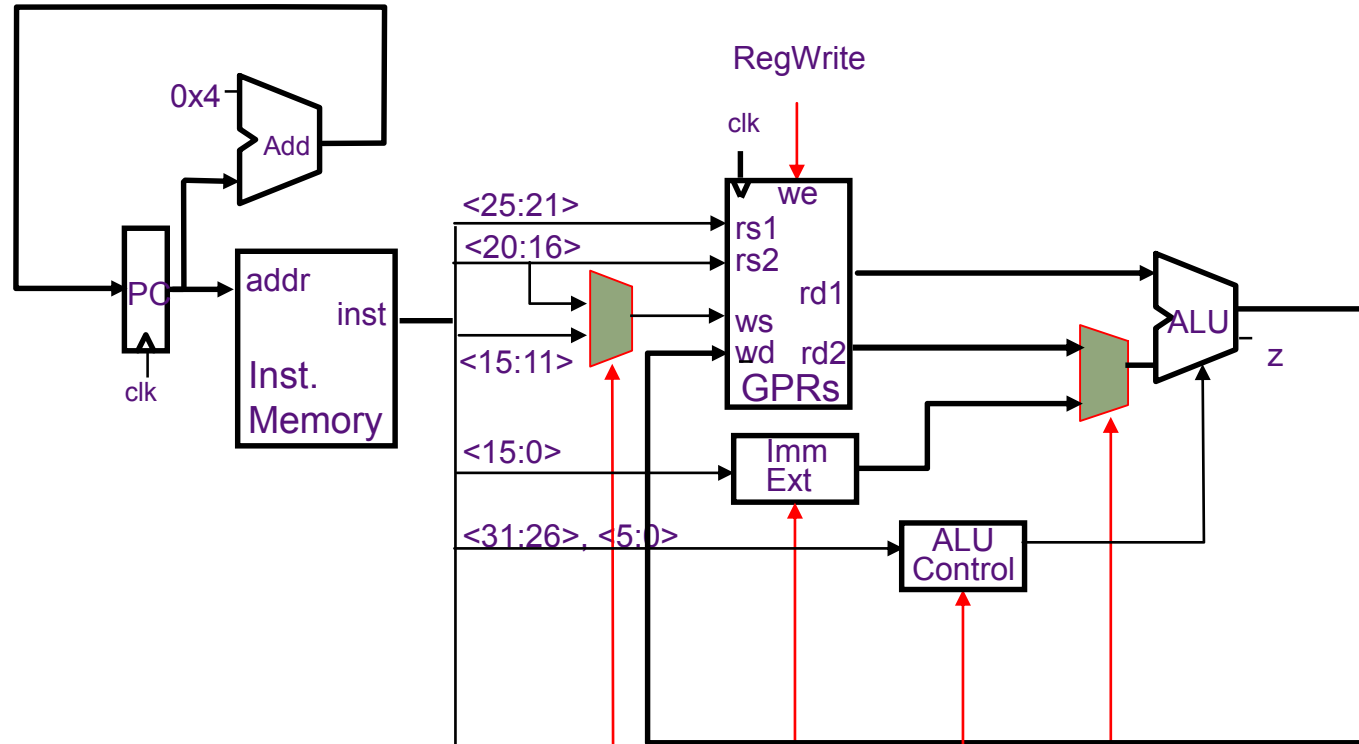 RegWrite
0x4
Add
clk
we
<25:21>
rs1
<20:16>
rs2
PC
addr
inst
rd1
ws
ALU
<15:11>
wd
rd2
z
clk
Inst.
Memory
GPRs
<15:0>
Imm
Ext
<31:26>, <5:0>
ALU
Control